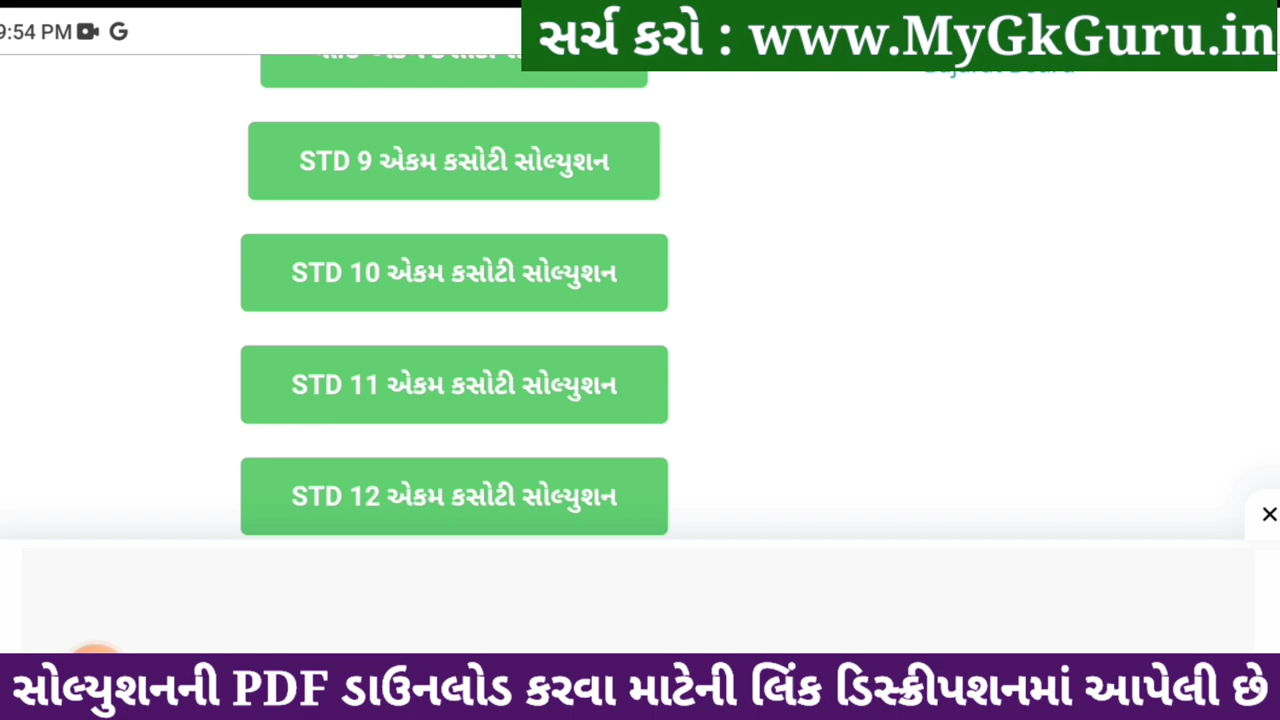 9:54 PM G
સર્ચ કરો : www.MyGkGuru.in
STD 9 એકમ કસોટી સોલ્યુશન
STD 10 એકમ કસોટી સોલ્યુશન
STD 11 એકમ કસોટી સોલ્યુશન
STD 12 એકમ કસોટી સોલ્યુશન
સોલ્યુશનની PDF ડાઉનલોડ કરવા માટેની લિંક ડિસ્ક્રીપશનમાં આપેલી છે